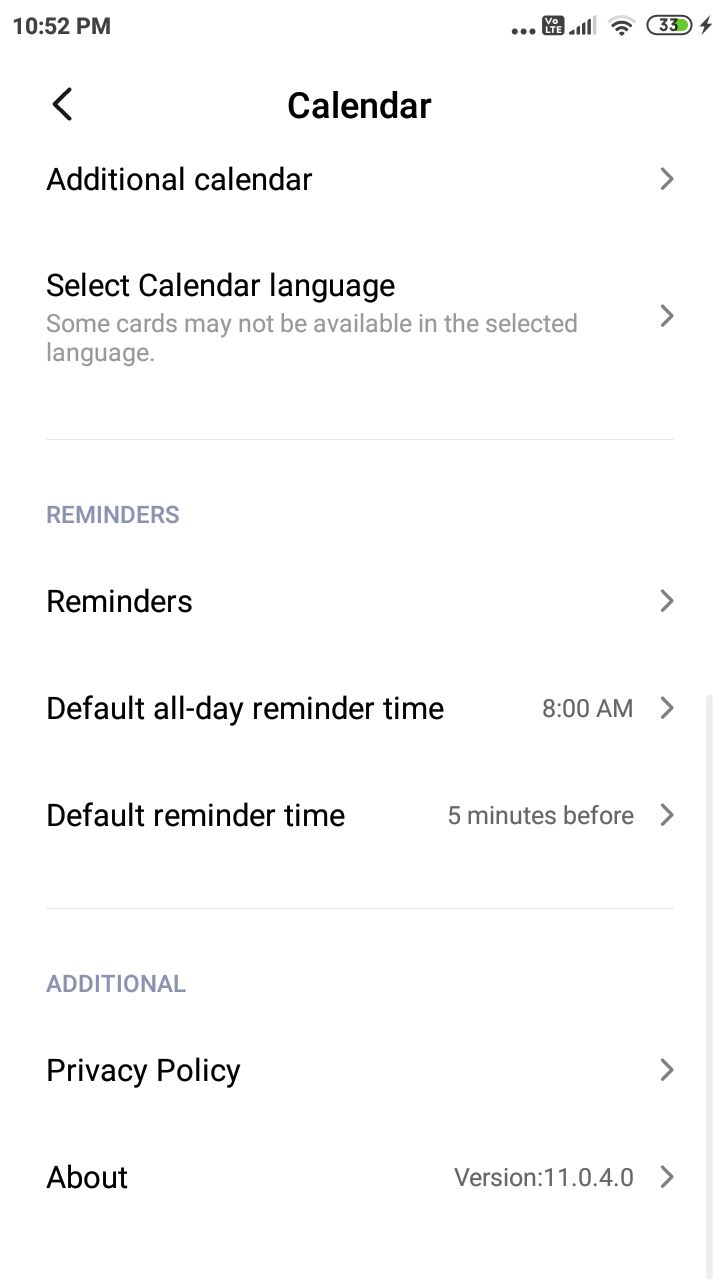 10:52 PM ... Vo LTE 33
Calendar
Additional calendar
Select Calendar language
Some cards may not be available in the selected
language.
REMINDERS
Reminders
Default all-day reminder time 8:00 AM
Default reminder time 5 minutes before
ADDITIONAL
Privacy Policy
About Version:11.0.4.0